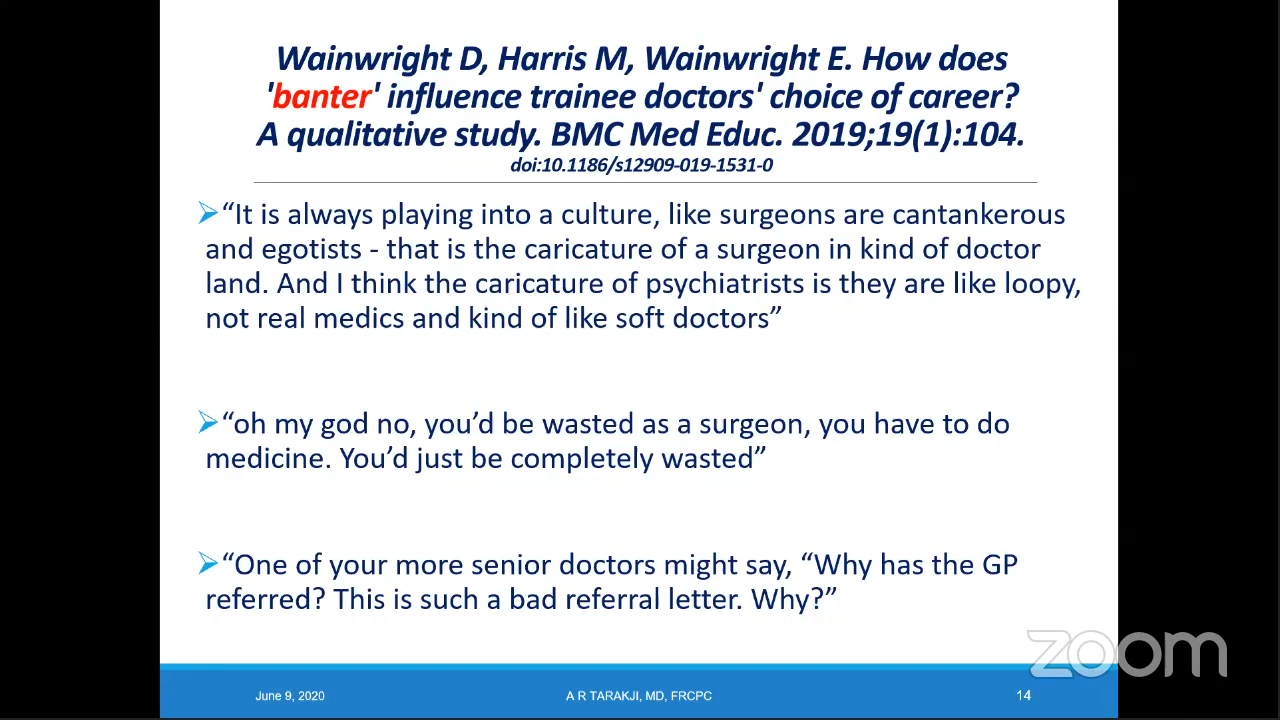 Wainwright D, Harris M, Wainwright E. How does
'banter' influence trainee doctors' choice of career?
A qualitative study. BMC Med Educ. 2019;19(1):104.
doi:10.1186/s12909-019-1531-0
“It is always playing into a culture, like surgeons are cantankerous
and egotists - that is the caricature of a surgeon in kind of doctor
land. And I think the caricature of psychiatrists is they are like loopy,
not real medics and kind of like soft doctors”
“oh my god no, you’d be wasted as a surgeon, you have to do
medicine. You’d just be completely wasted”
“One of your more senior doctors might say, “Why has the GP
referred? This is such a bad referral letter. Why?”
zoom
June 9, 2020
A R TARAKJI, MD, FRCPC
14